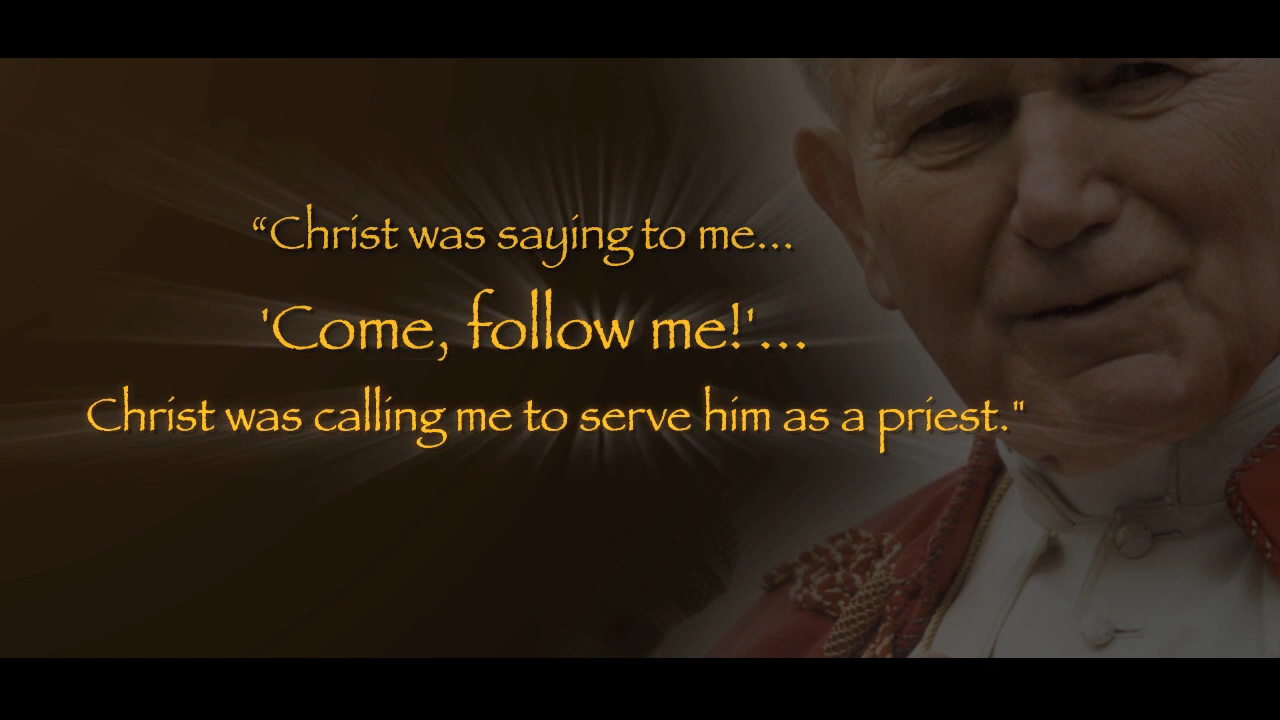 “Christ was saying to me...
'Come, follow me!'...
Christ was calling me to serve him as a priest."